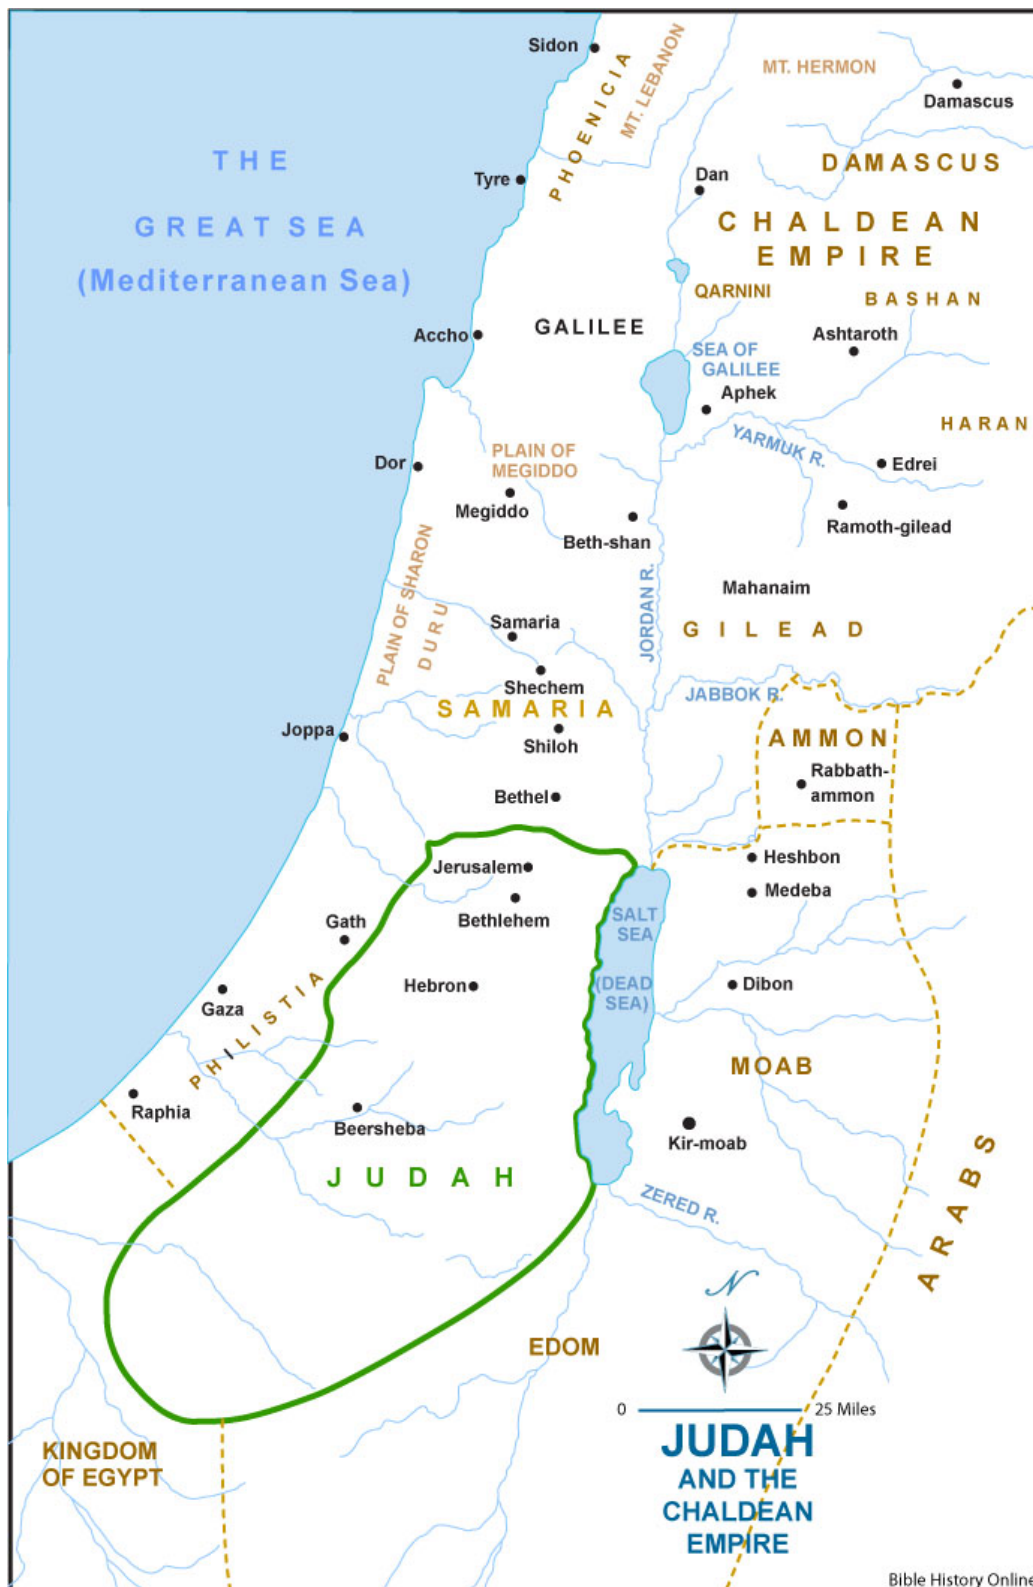 Sidon
PHOENICIA
MT. LEBANON
MT. HERMON
Damascus
THE
GREAT SEA
(Mediterranean Sea)
DAMASCUS
Tyre
Dan
CHALDEAN
EMPIRE
QARNINI
BASHAN
Accho
GALILEE
Ashtaroth
SEA OF
GALILEE
Aphek
HARAN
YARMUK R.
Dor
PLAIN OF
MEGIDDO
Edrei
Megiddo
Beth-shan
Ramoth-gilead
PLAIN OF SHARON
DURU
JORDAN R.
Mahanaim
Samaria
GILEAD
Shechem
JABBOK R.
SAMARIA
Joppa
Shiloh
AMMON
Rabbath-
ammon
Bethel
Jerusalem
Heshbon
Medeba
Bethlehem
SALT
SEA
Gath
Hebron
(DEAD
SEA)
Dibon
Gaza
PHILISTIA
MOAB
Raphia
Beersheba
Kir-moab
JUDAH
ZERED R.
ARABS
N
EDOM
0 25 Miles
KINGDOM
OF EGYPT
JUDAH
AND THE
CHALDEAN
EMPIRE
Bible History Online